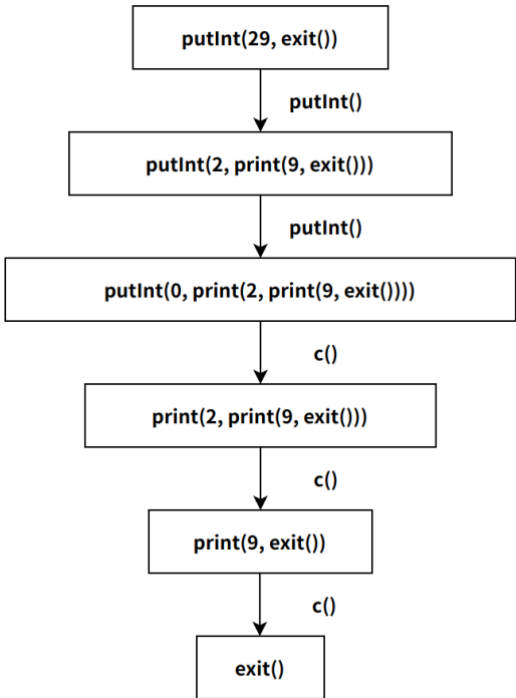 putInt(29, exit())
putInt()
putInt(2, print(9, exit()))
putInt()
putInt(0, print(2, print(9, exit())))
c()
print(2, print(9, exit()))
c()
print(9, exit())
c()
exit()